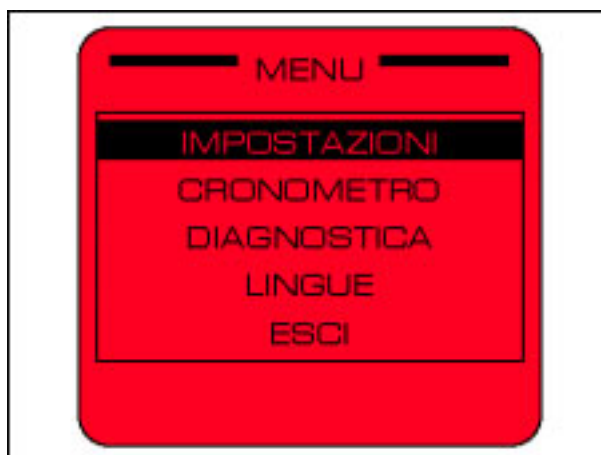 MENU
IMPOSTAZIONI
CRONOMETRO
DIAGNOSTICA
LINGUE
ESCI